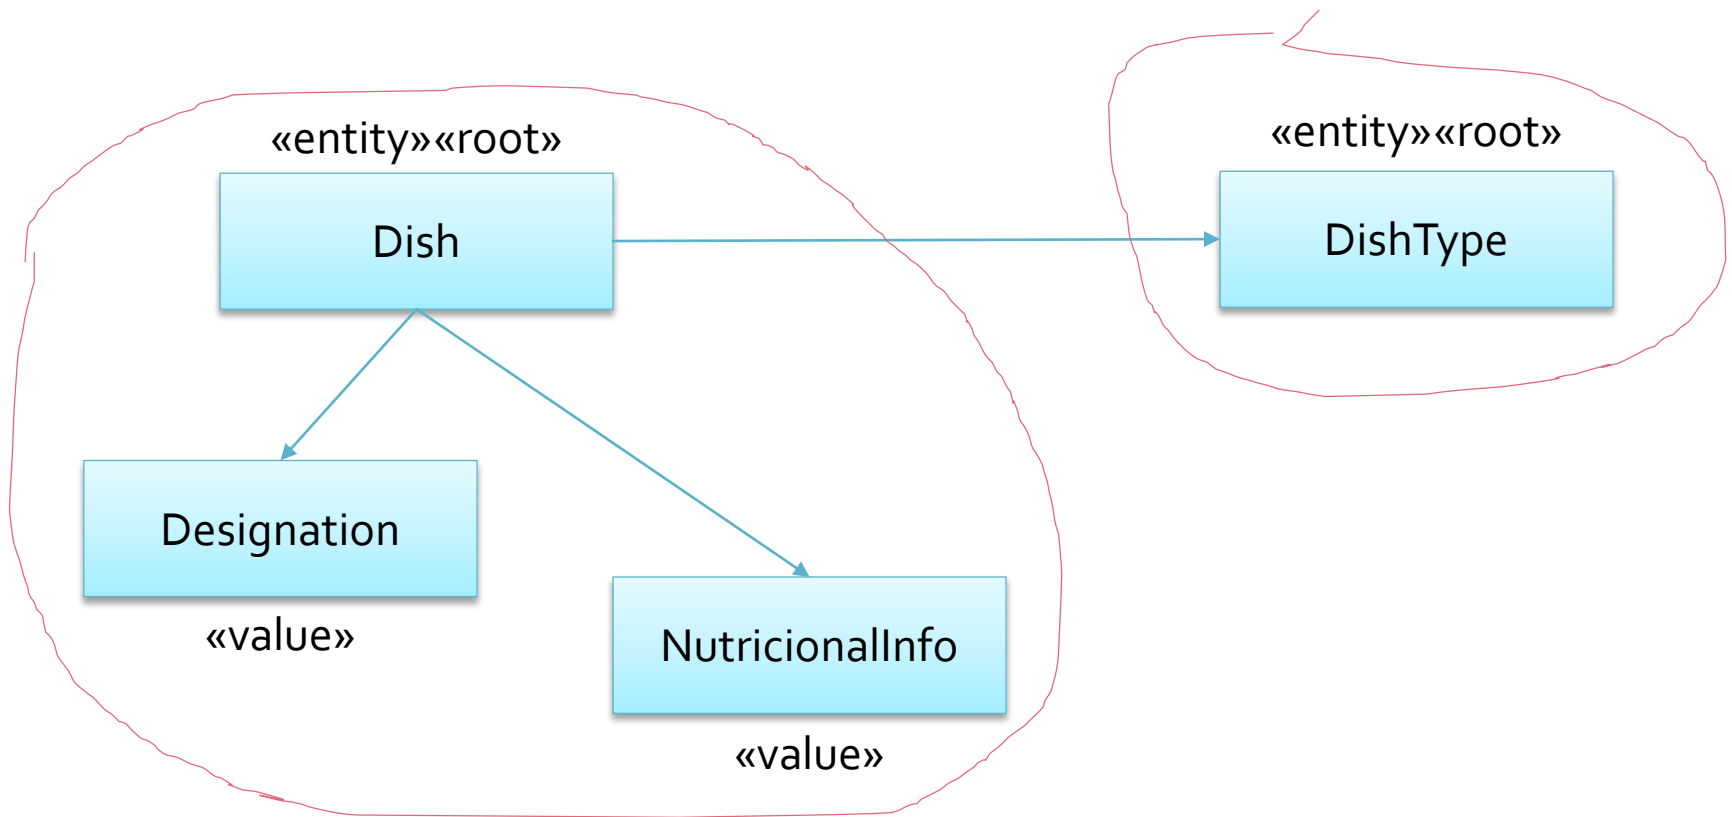 «entity»«root»
Dish
«entity»«root»
DishType
Designation
«value»
NutricionalInfo
«value»